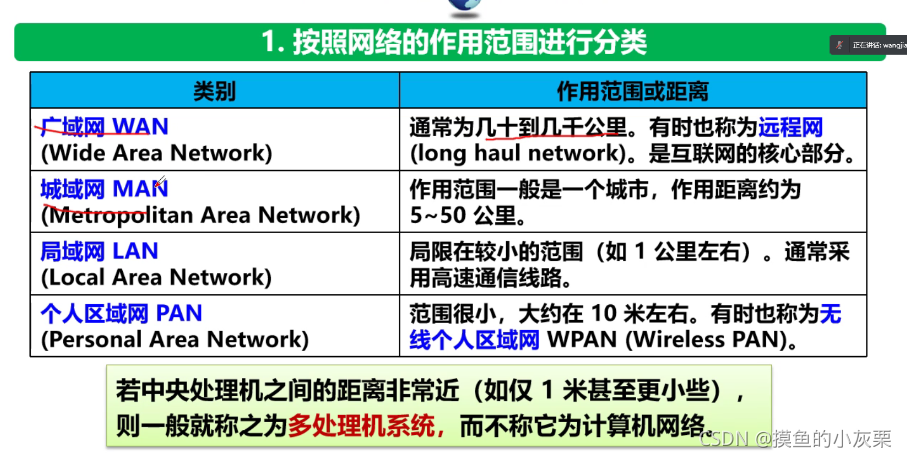 1. 按照网络的作用范围进行分类
正在讲话: wangjia
类别
作用范围或距离
广域网 WAN
(Wide Area Network)
通常为几十到几千公里。有时也称为远程网
(long haul network)。是互联网的核心部分。
城域网 MAN
(Metropolitan Area Network)
作用范围一般是一个城市，作用距离约为
5~50 公里。
局域网 LAN
(Local Area Network)
局限在较小的范围（如 1 公里左右）。通常采
用高速通信线路。
个人区域网 PAN
(Personal Area Network)
范围很小，大约在 10 米左右。有时也称为无
线个人区域网 WPAN (Wireless PAN)。
若中央处理机之间的距离非常近（如仅 1 米甚至更小些），
则一般就称之为多处理机系统，而不称它为计算机网络。
CSDN @摸鱼的小灰栗